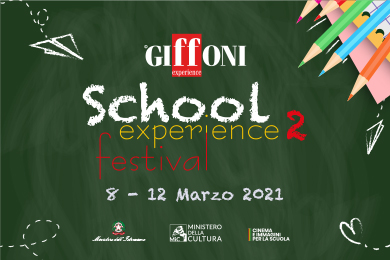 GIFFONI
experience
School
experience 2
festival
8 - 12 Marzo 2021
Ministero dell'Istruzione
MiC
MINISTERO
DELLA
CULTURA
CINEMA
E IMMAGINI
PER LA SCUOLA